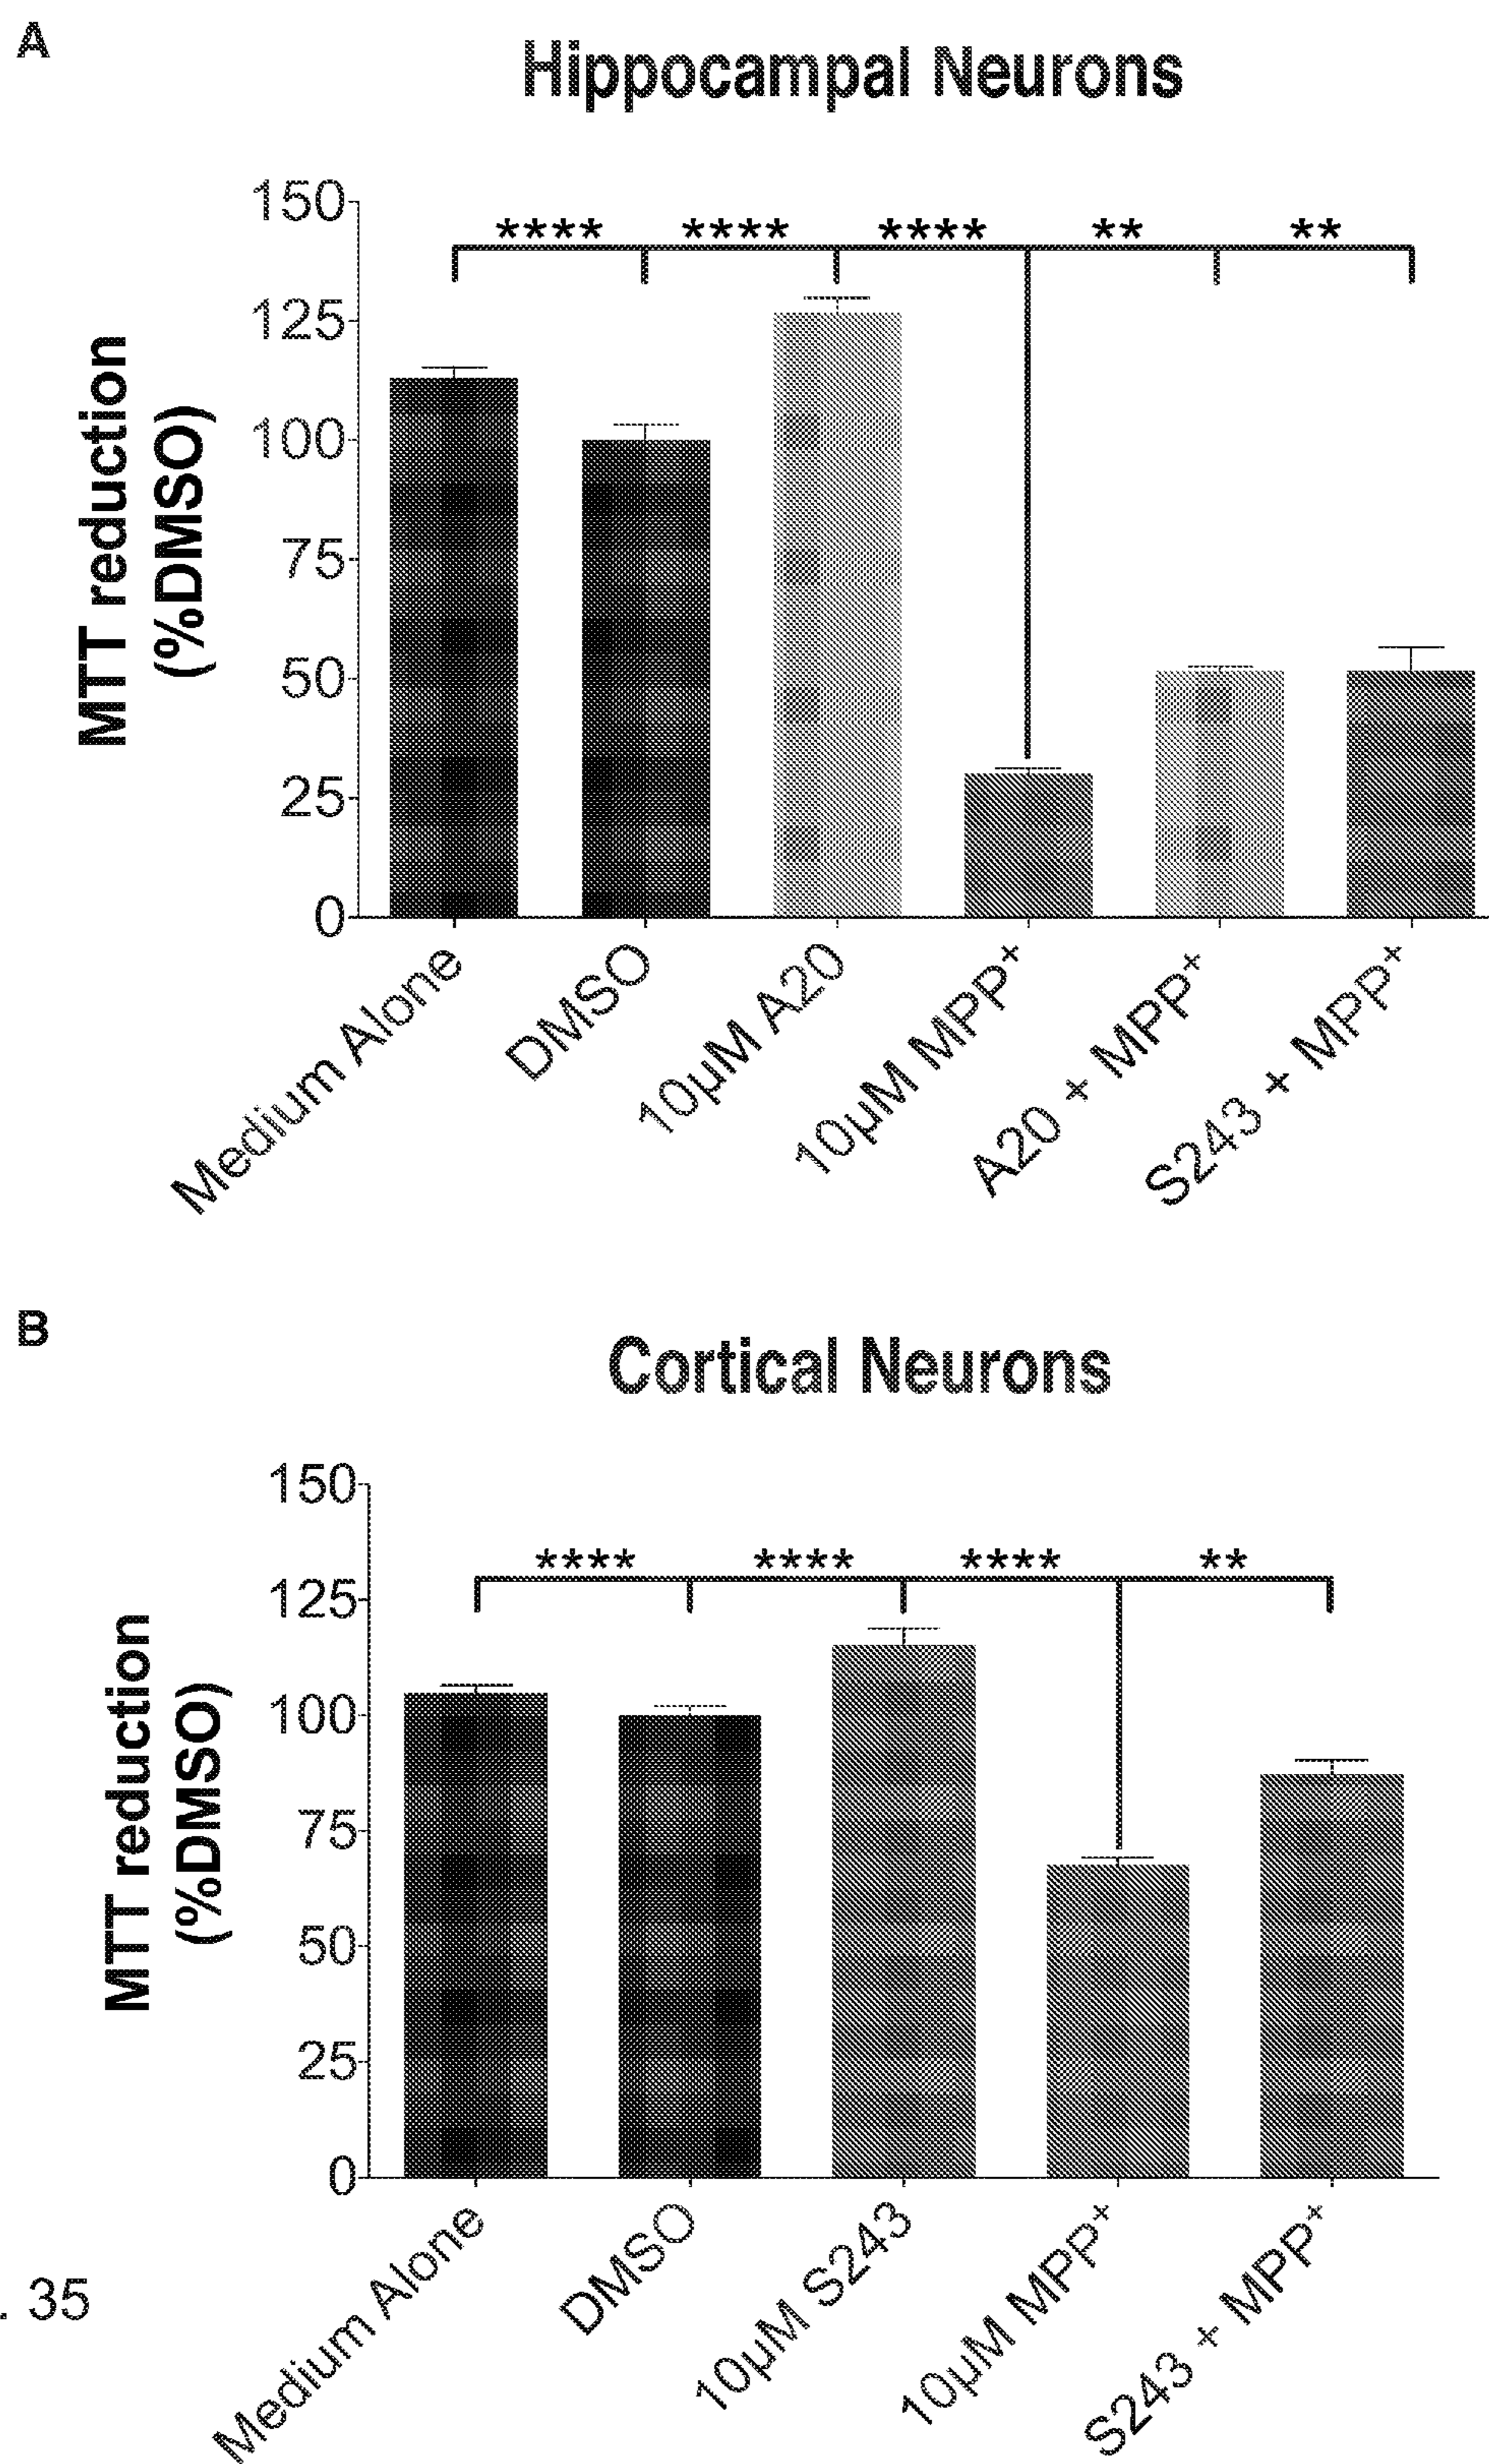 A
Hippocampal Neurons
MTT reduction
(%DMSO)
150
125
100
75
50
25
0
**** **** **** ** **
Medium Alone
DMSO
10µM A20
10µM MPP⁺
A20 + MPP⁺
S243 + MPP⁺
B
Cortical Neurons
MTT reduction
(%DMSO)
150
125
100
75
50
25
0
**** **** **** **
Medium Alone
DMSO
10µM S243
10µM MPP⁺
S243 + MPP⁺
. 35